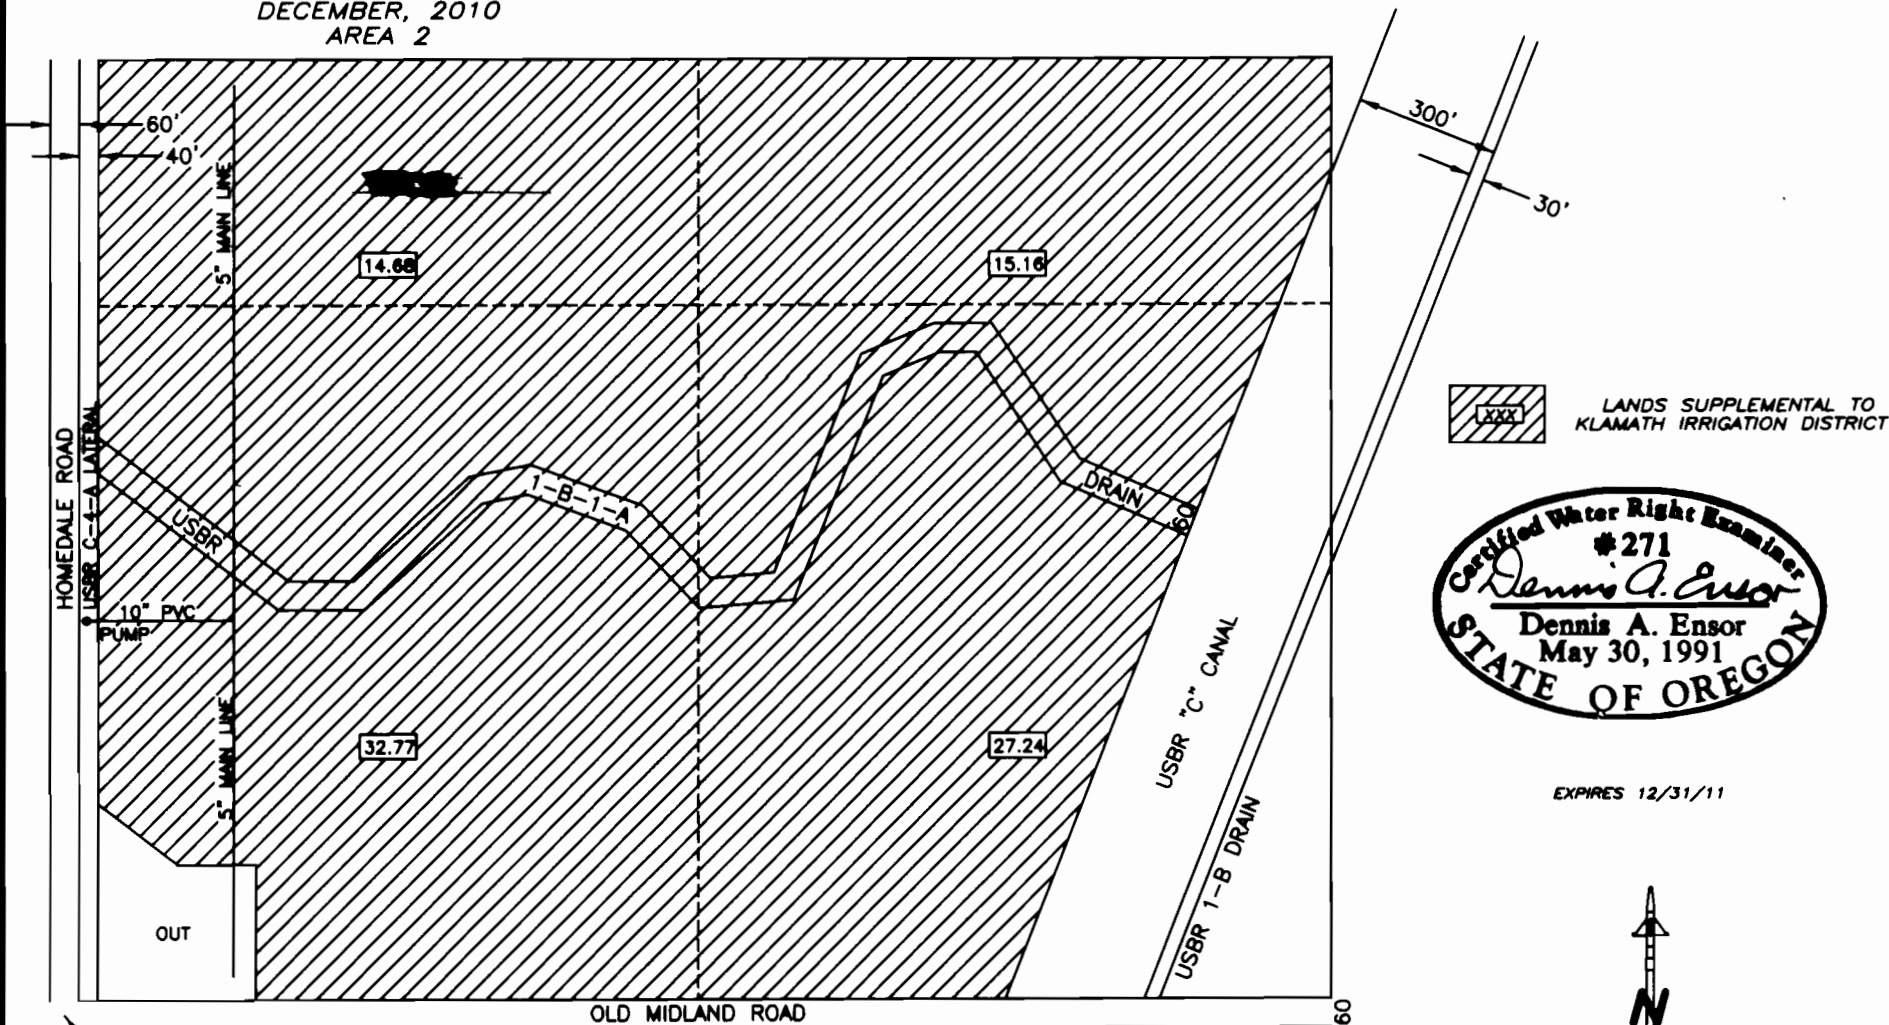 DECEMBER, 2010
AREA 2
60'
40'
300'
30'
5" MAIN LINE
14.68
15.16
LANDS SUPPLEMENTAL TO
KLAMATH IRRIGATION DISTRICT
XXX
HOMEDALE ROAD
USBR C-4-A LATERAL
USBR
1-B-1-A
DRAIN
60
10" PVC
PUMP
5" MAIN LINE
32.77
27.24
USBR "C" CANAL
USBR 1-B DRAIN
Certified Water Right Examiner
#271
Dennis A. Ensor
Dennis A. Ensor
May 30, 1991
STATE OF OREGON
EXPIRES 12/31/11
OUT
OLD MIDLAND ROAD
60
N